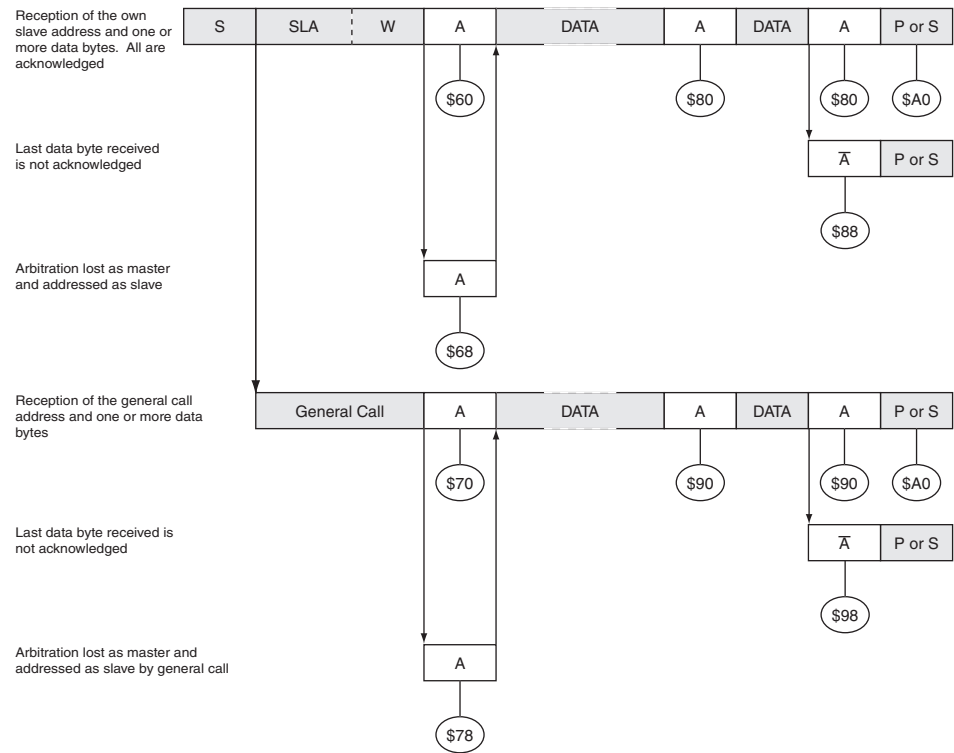 Reception of the own
slave address and one or
more data bytes. All are
acknowledged
S SLA W A DATA A DATA A P or S
$60 $80 $80 $A0
Last data byte received
is not acknowledged
A̅ P or S
$88
Arbitration lost as master
and addressed as slave
A
$68
Reception of the general call
address and one or more data
bytes
General Call A DATA A DATA A P or S
$70 $90 $90 $A0
Last data byte received is
not acknowledged
A̅ P or S
$98
Arbitration lost as master and
addressed as slave by general call
A
$78